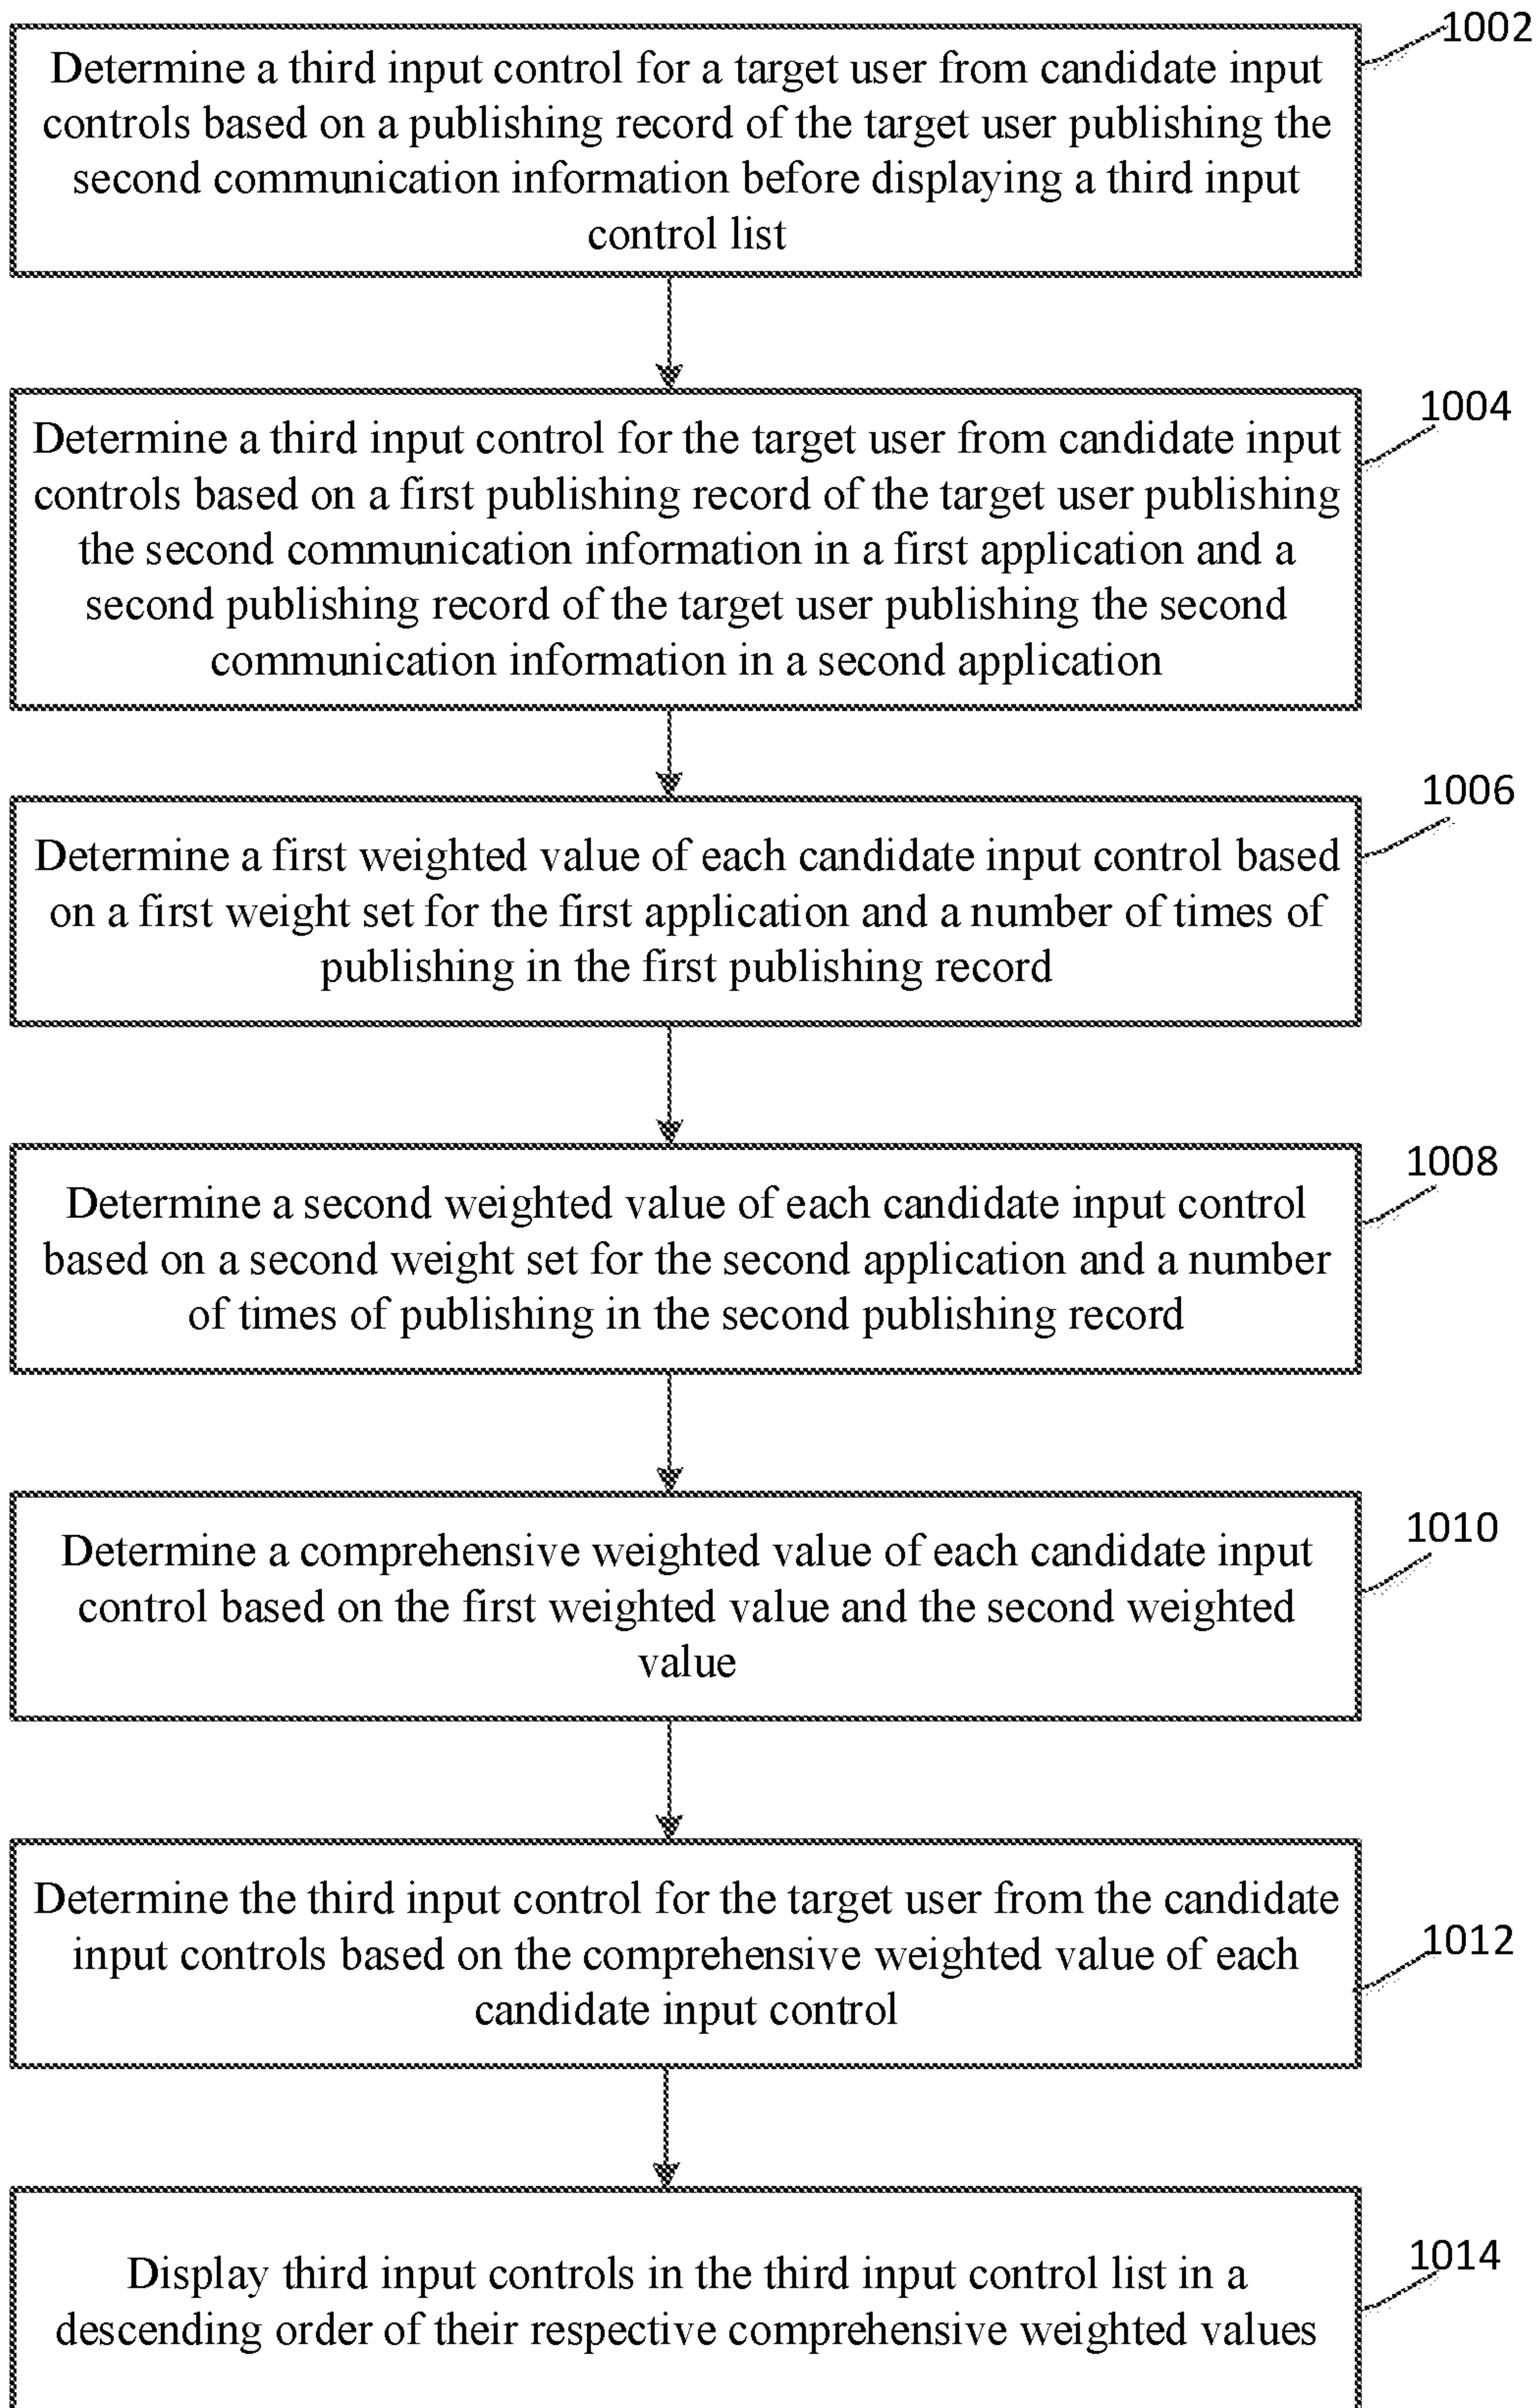 1002
Determine a third input control for a target user from candidate input
controls based on a publishing record of the target user publishing the
second communication information before displaying a third input
control list
1004
Determine a third input control for the target user from candidate input
controls based on a first publishing record of the target user publishing
the second communication information in a first application and a
second publishing record of the target user publishing the second
communication information in a second application
1006
Determine a first weighted value of each candidate input control based
on a first weight set for the first application and a number of times of
publishing in the first publishing record
1008
Determine a second weighted value of each candidate input control
based on a second weight set for the second application and a number
of times of publishing in the second publishing record
1010
Determine a comprehensive weighted value of each candidate input
control based on the first weighted value and the second weighted
value
1012
Determine the third input control for the target user from the candidate
input controls based on the comprehensive weighted value of each
candidate input control
1014
Display third input controls in the third input control list in a
descending order of their respective comprehensive weighted values